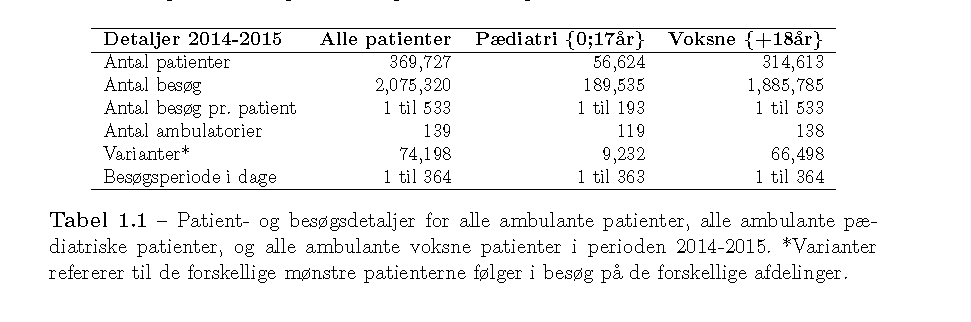 Detaljer 2014-2015 Alle patienter Pædiatri {0;17år} Voksne {+18år}
Antal patienter 369,727 56,624 314,613
Antal besøg 2,075,320 189,535 1,885,785
Antal besøg pr. patient 1 til 533 1 til 193 1 til 533
Antal ambulatorier 139 119 138
Varianter* 74,198 9,232 66,498
Besøgsperiode i dage 1 til 364 1 til 363 1 til 364
Tabel 1.1 – Patient- og besøgsdetaljer for alle ambulante patienter, alle ambulante pæ-
diatriske patienter, og alle ambulante voksne patienter i perioden 2014-2015. *Varianter
refererer til de forskellige mønstre patienterne følger i besøg på de forskellige afdelinger.